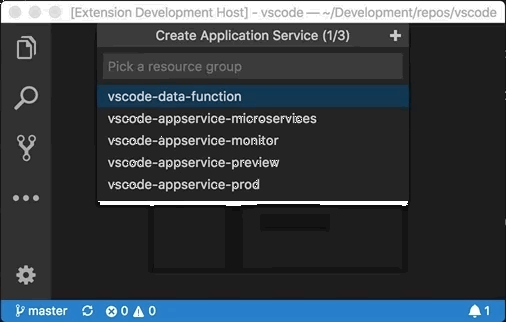 [Extension Development Host] - vscode — ~/Development/repos/vscode
Create Application Service (1/3)
Pick a resource group
vscode-data-function
vscode-appservice-microservices
vscode-appservice-monitor
vscode-appservice-preview
vscode-appservice-prod
master 0 0 1